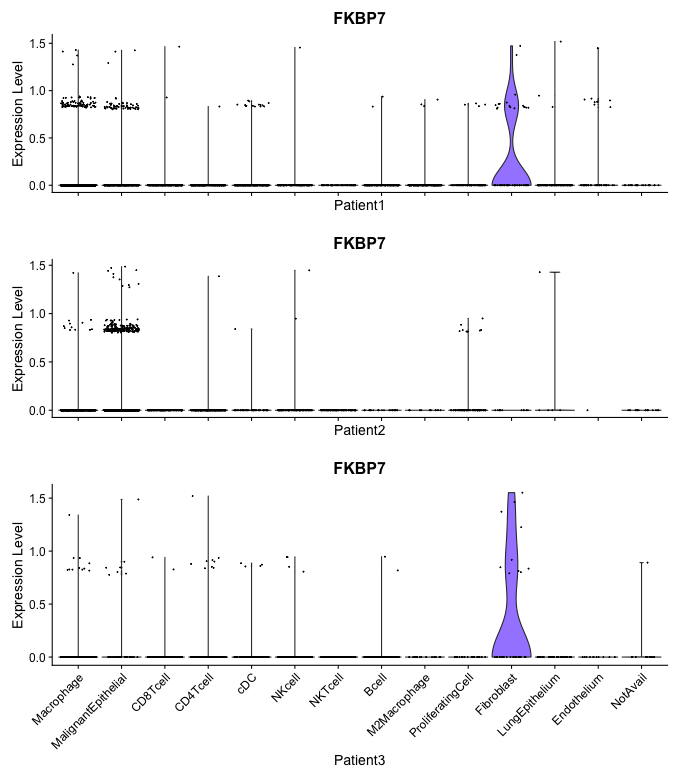 FKBP7
Expression Level
1.5
1.0
0.5
0.0
Patient1
FKBP7
Expression Level
1.5
1.0
0.5
0.0
Patient2
FKBP7
Expression Level
1.5
1.0
0.5
0.0
Macrophage
MalignantEpithelial
CD8Tcell
CD4Tcell
cDC
NKcell
NKTcell
Bcell
M2Macrophage
ProliferatingCell
Fibroblast
LungEpithelium
Endothelium
NotAvail
Patient3